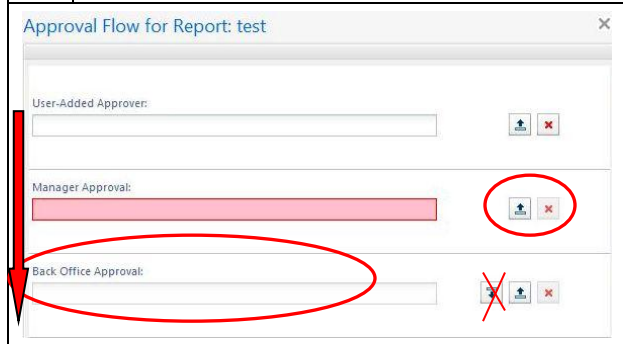 Approval Flow for Report: test
User-Added Approver:
Manager Approval:
Back Office Approval: